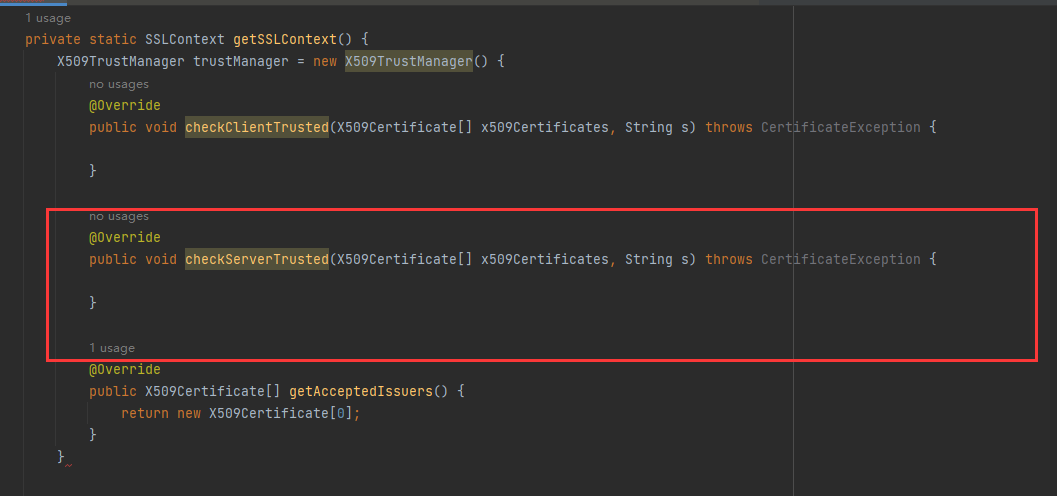 1 usage
private static SSLContext getSSLContext() {
X509TrustManager trustManager = new X509TrustManager() {
no usages
@Override
public void checkClientTrusted(X509Certificate[] x509Certificates, String s) throws CertificateException {
}
no usages
@Override
public void checkServerTrusted(X509Certificate[] x509Certificates, String s) throws CertificateException {
}
1 usage
@Override
public X509Certificate[] getAcceptedIssuers() {
return new X509Certificate[0];
}
}